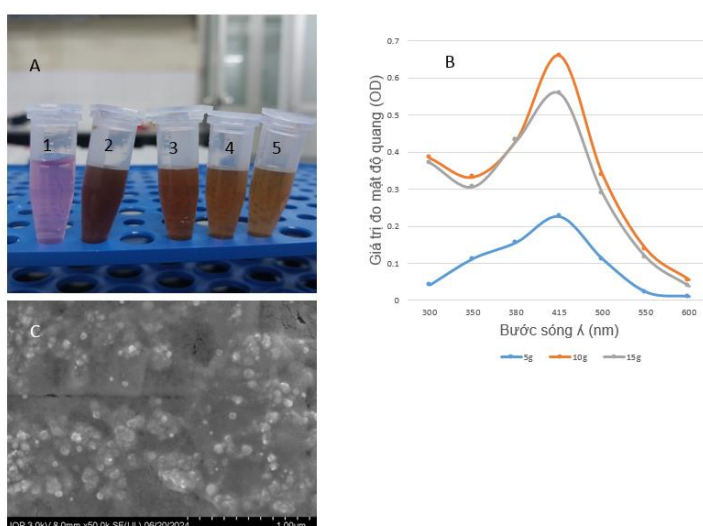 A
1 2 3 4 5
B
Giá trị đo mật độ quang (OD)
0.7
0.6
0.5
0.4
0.3
0.2
0.1
0
300 350 380 415 500 550 600
Bước sóng ʎ (nm)
5g 10g 15g
C
IOP 3.0kV 8.0mm x50.0k SE(UL) 06/20/2024 1.00um